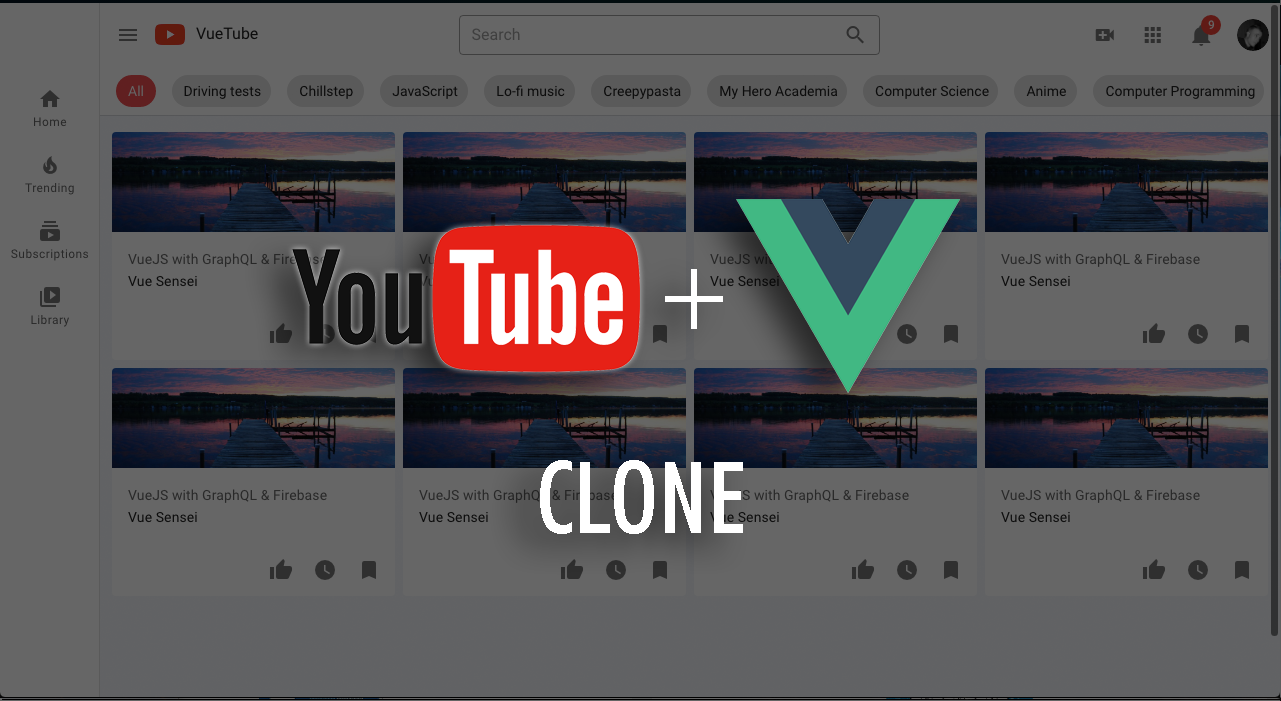 VueTube
Search
9
All
Driving tests
Chillstep
JavaScript
Lo-fi music
Creepypasta
My Hero Academia
Computer Science
Anime
Computer Programming
Home
Trending
Subscriptions
Library
VueJS with GraphQL & Fire
Vue Sensei
VueJS with GraphQL & Firebase
Vue Sensei
YouTube +
CLONE
VueJS with GraphQL & Firebase
Vue Sensei
VueJS with GraphQL & Firebase
Vue Sensei
JS with GraphQL & Firebase
Sensei
VueJS with GraphQL & Firebase
Vue Sensei